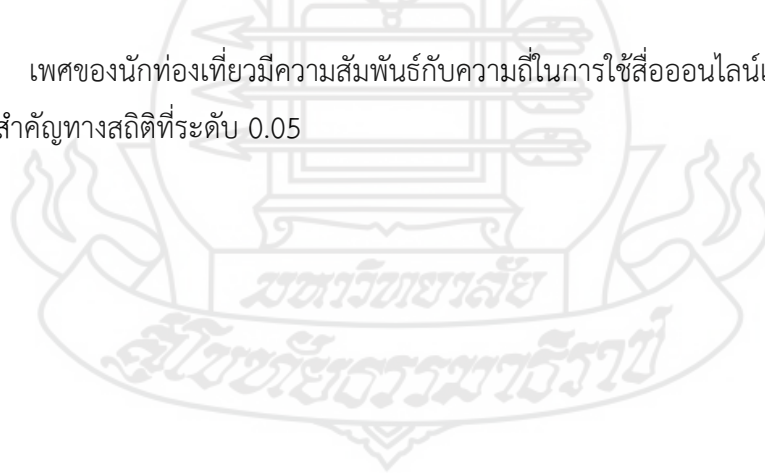 เพศของนักท่องเที่ยวมีความสัมพันธ์กับความถี่ในการใช้สื่อออนไลน์
สำคัญทางสถิติที่ระดับ 0.05
มหาวิทยาลัย
สุโขทัยธรรมาธิราช